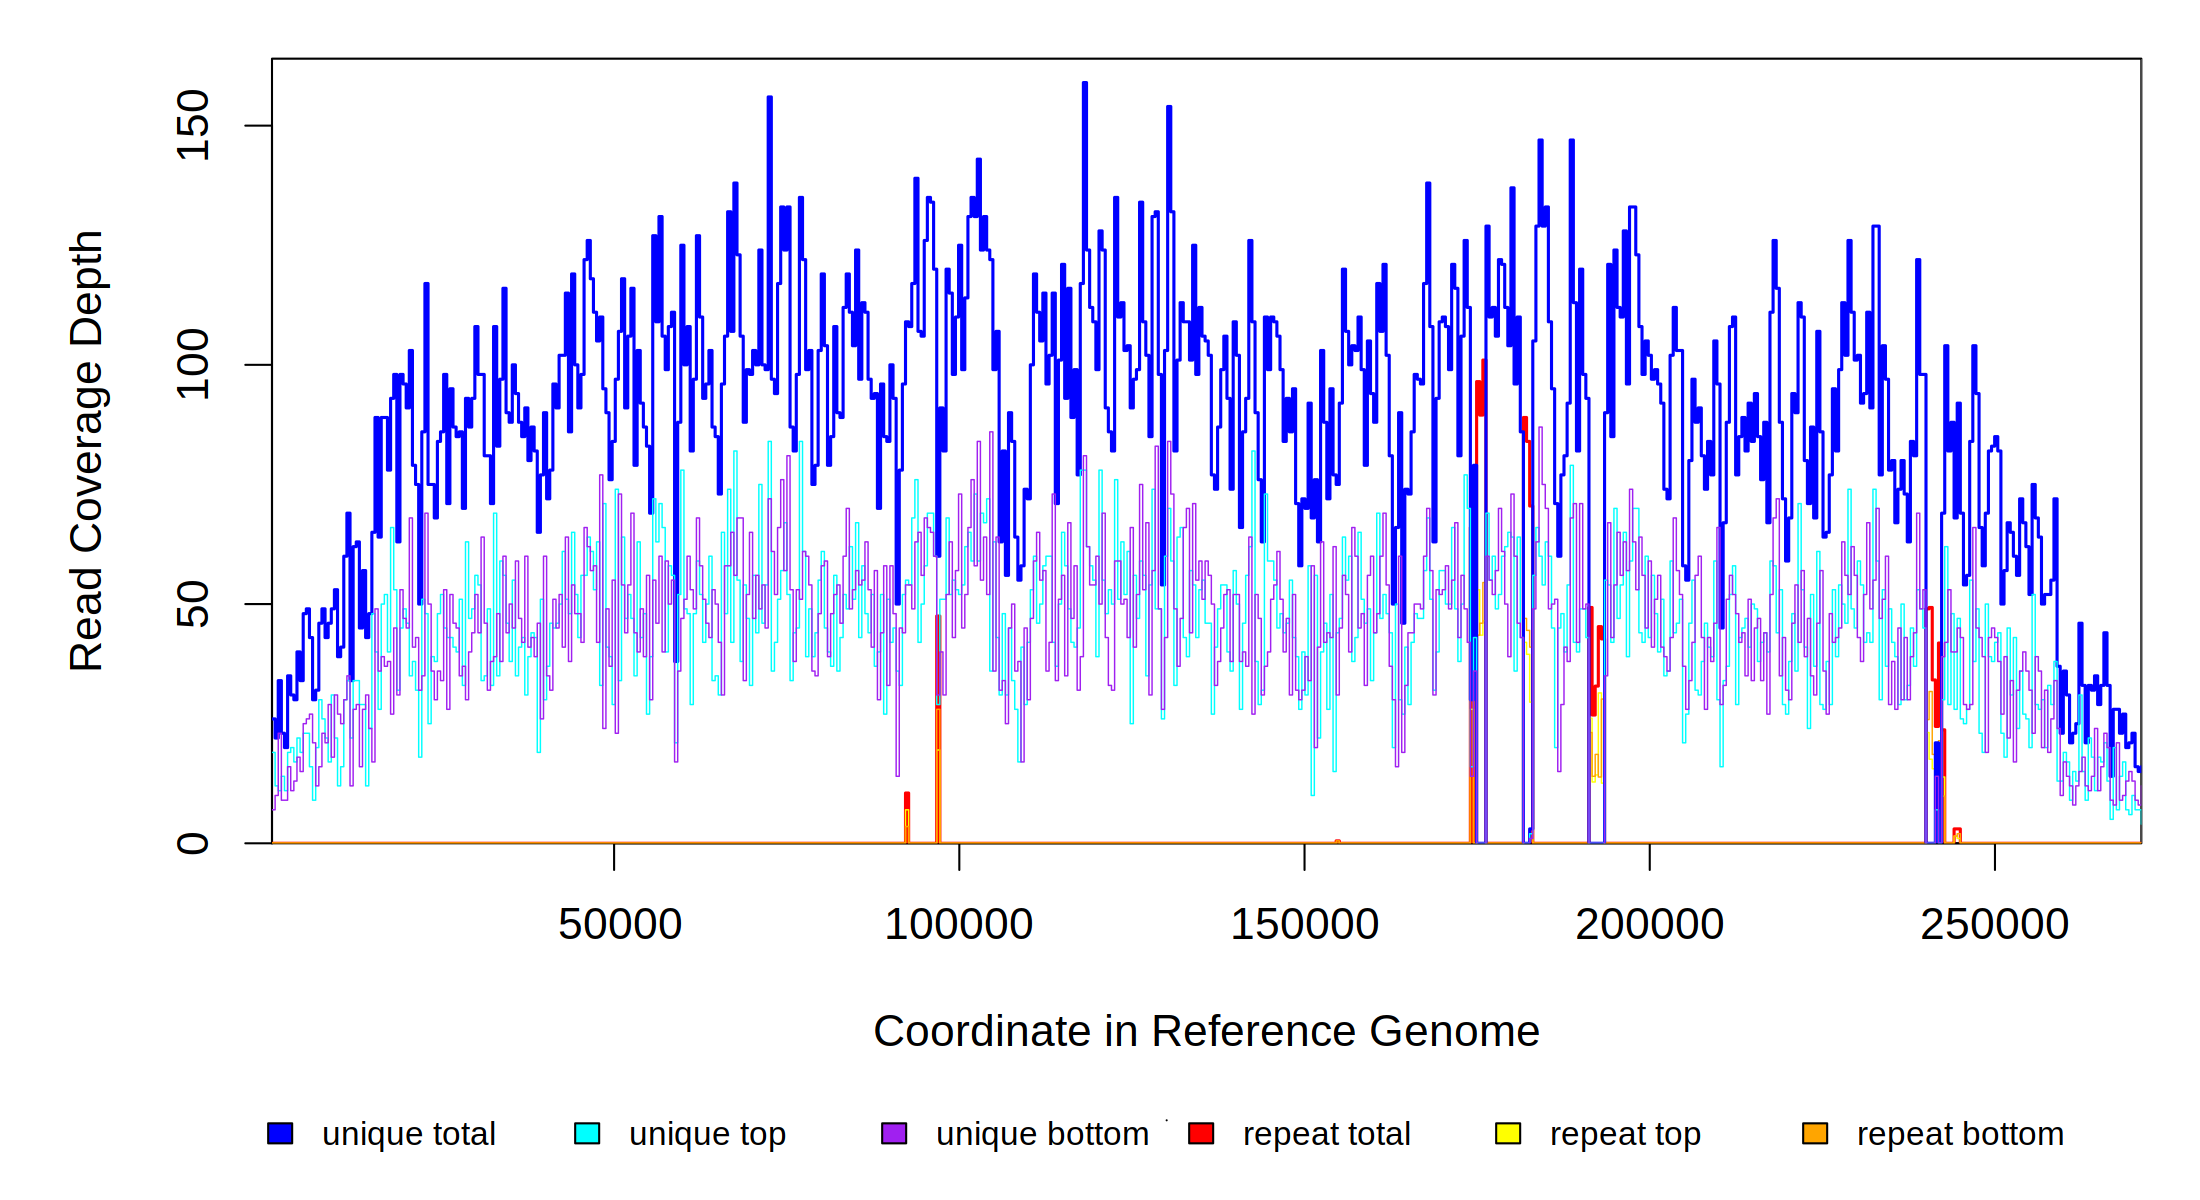 Read Coverage Depth
150
100
50
0
50000 100000 150000 200000 250000
Coordinate in Reference Genome
unique total unique top unique bottom repeat total repeat top repeat bottom